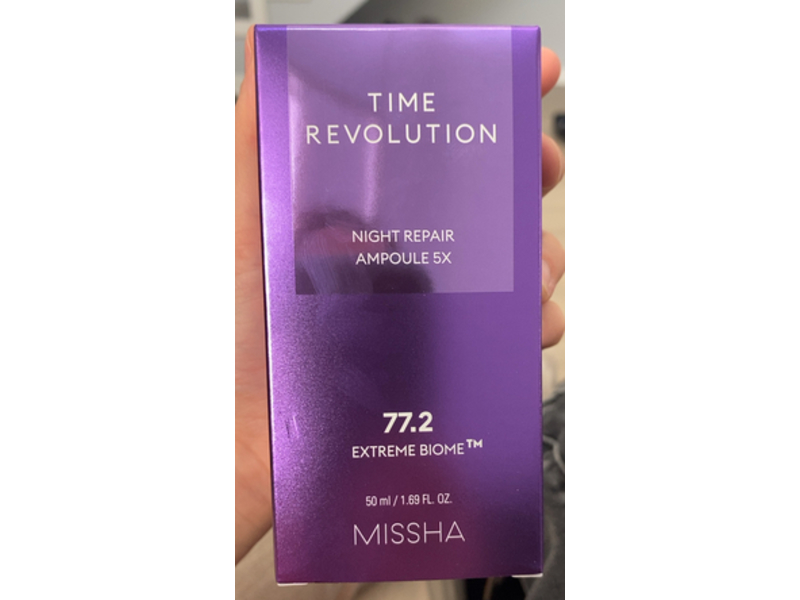 TIME
REVOLUTION
NIGHT REPAIR
AMPOULE 5X
77.2
EXTREME BIOME™
50 ml / 1.69 FL. OZ.
MISSHA